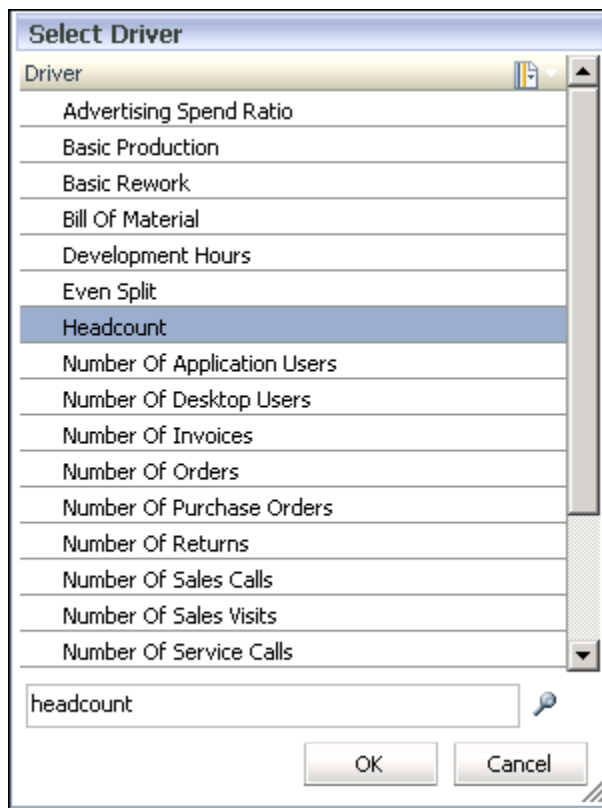 Select Driver
Driver
Advertising Spend Ratio
Basic Production
Basic Rework
Bill Of Material
Development Hours
Even Split
Headcount
Number Of Application Users
Number Of Desktop Users
Number Of Invoices
Number Of Orders
Number Of Purchase Orders
Number Of Returns
Number Of Sales Calls
Number Of Sales Visits
Number Of Service Calls
headcount
OK Cancel